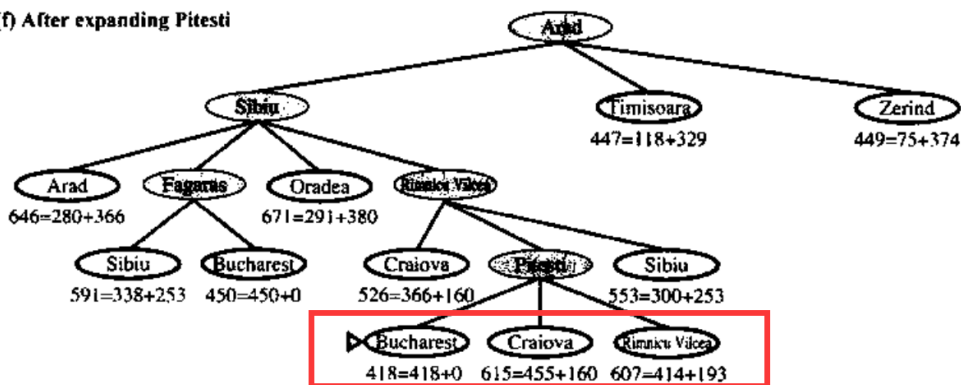 (f) After expanding Pitesti
Arad
Sibiu
Timisoara
Zerind
447=118+329
449=75+374
Arad
Fagaras
Oradea
Rimnicu Vilcea
646=280+366
671=291+380
Sibiu
Bucharest
Craiova
Pitesti
Sibiu
591=338+253
450=450+0
526=366+160
553=300+253
Bucharest
Craiova
Rimnicu Vilcea
418=418+0
615=455+160
607=414+193